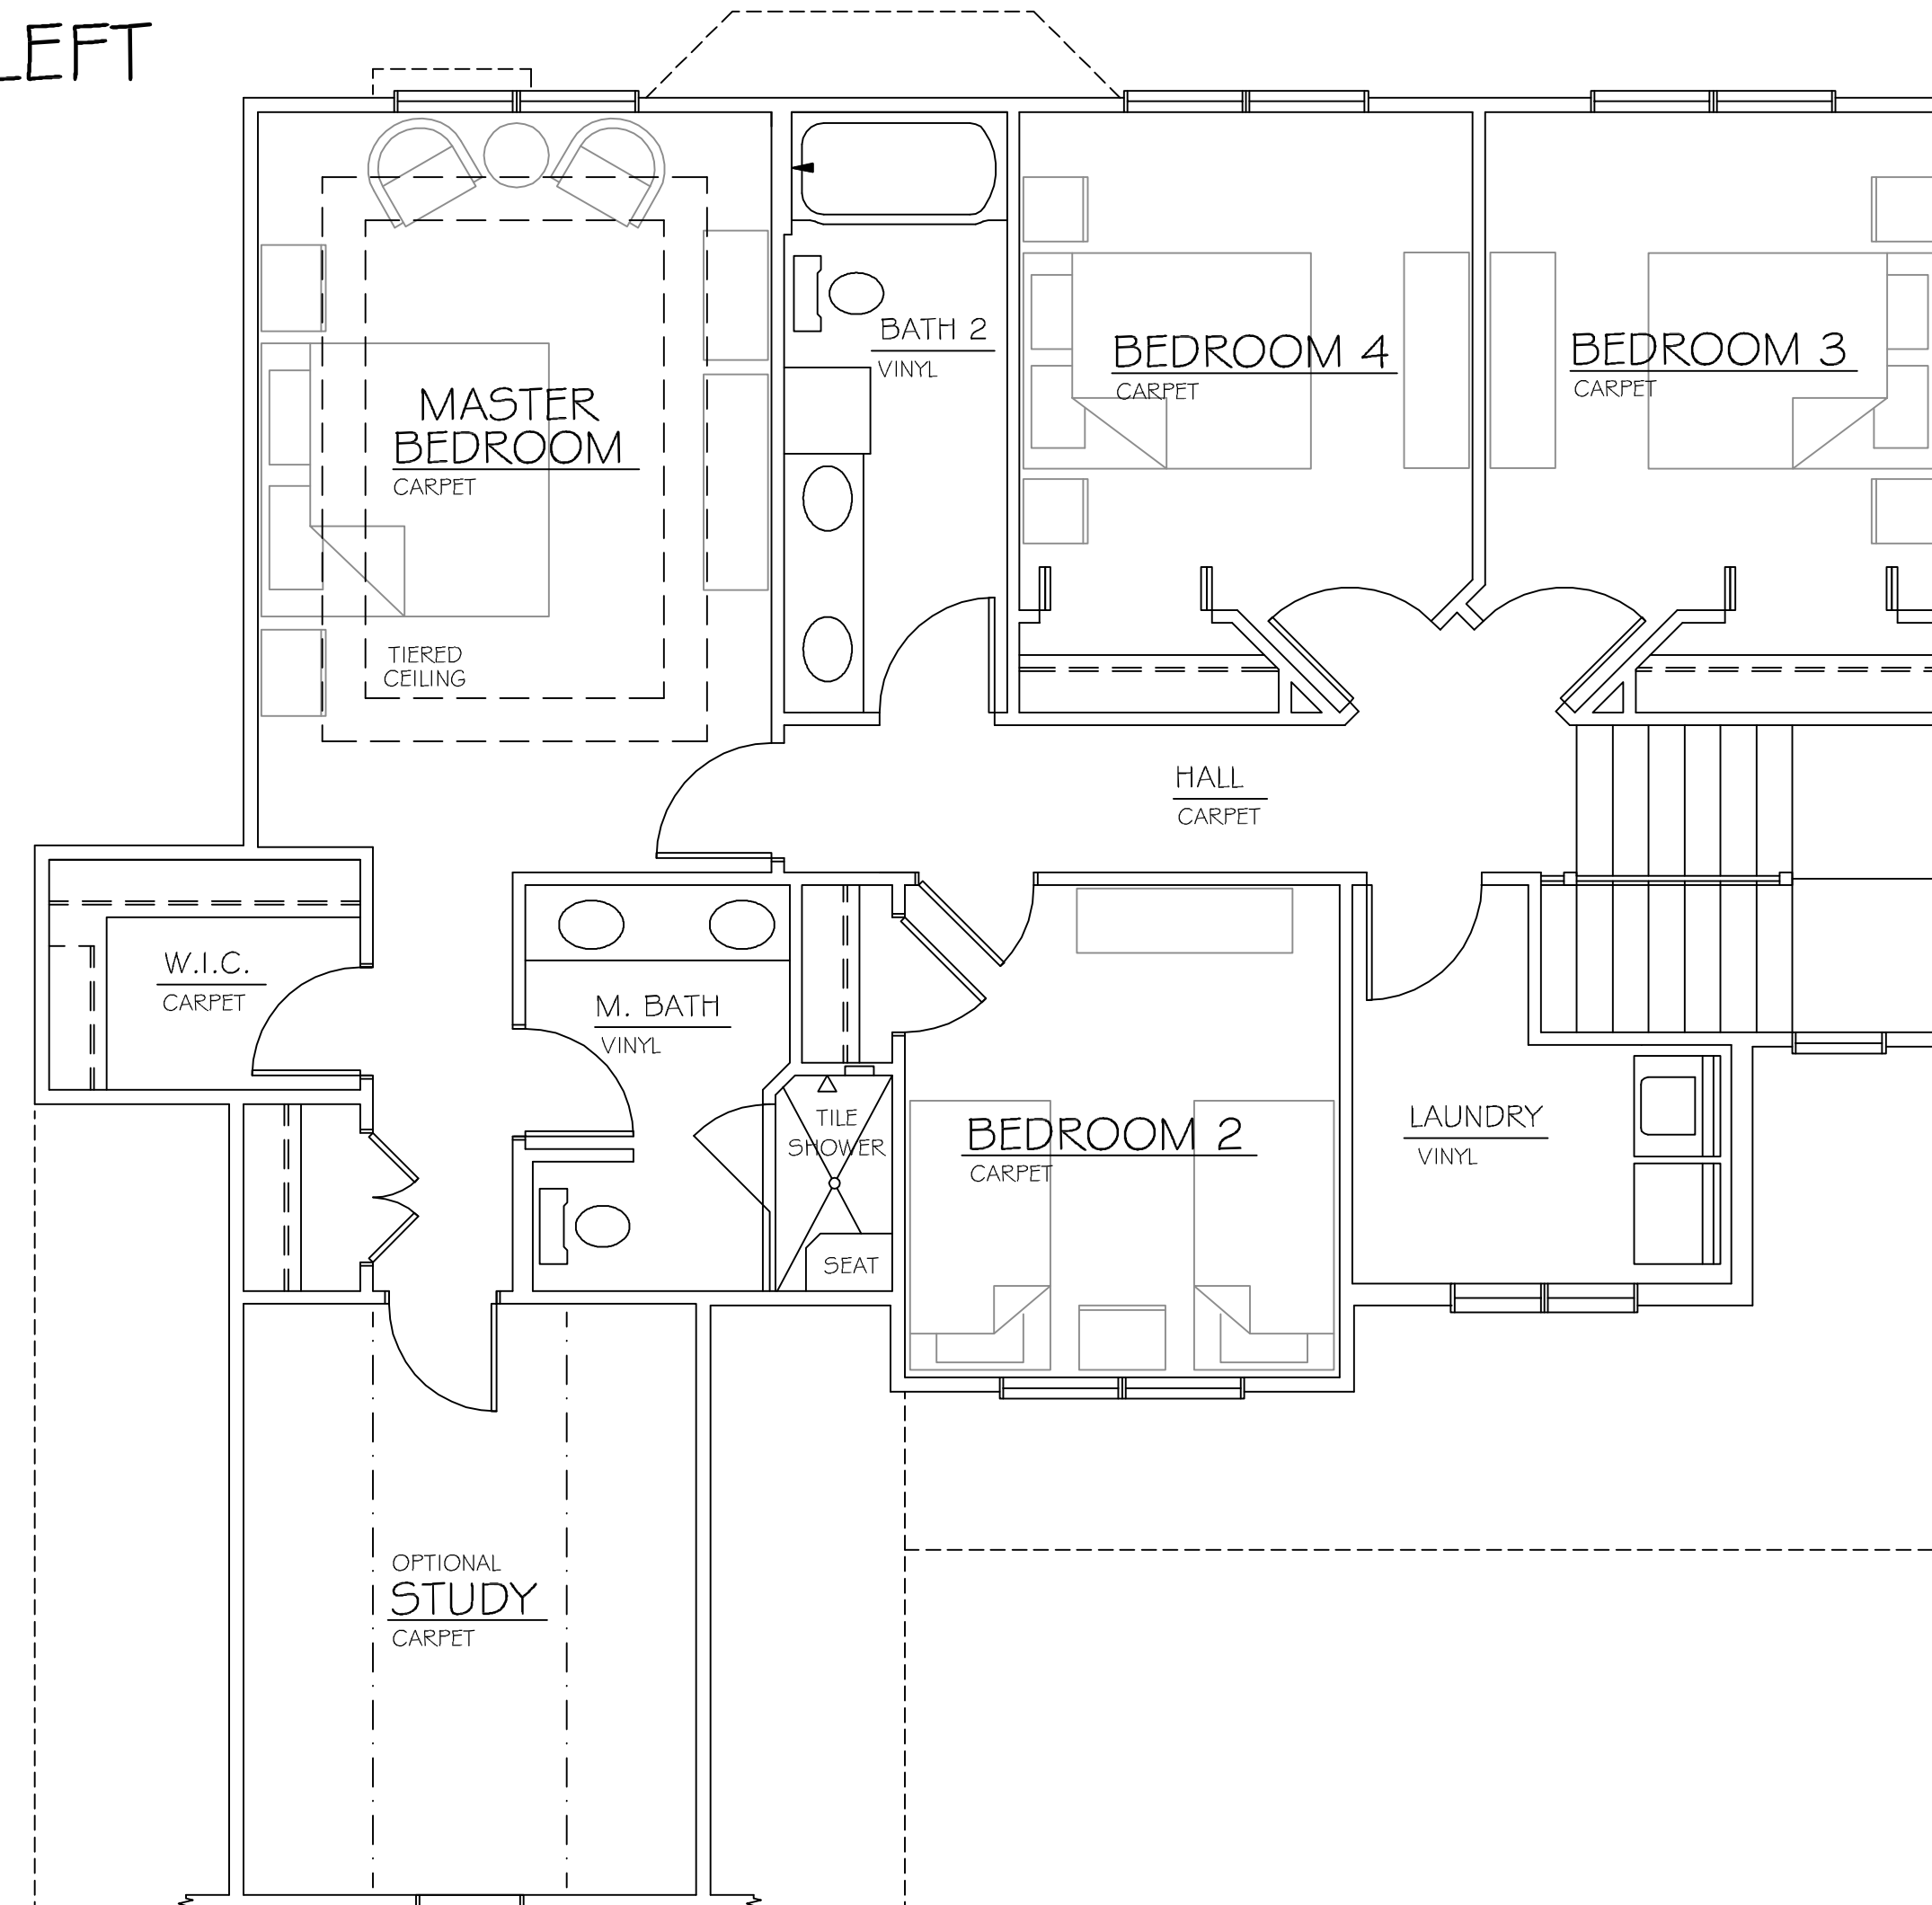 LEFT
BATH 2
VINYL
BEDROOM 4
CARPET
BEDROOM 3
CARPET
MASTER
BEDROOM
CARPET
TIERED
CEILING
HALL
CARPET
W.I.C.
CARPET
M. BATH
VINYL
TILE
SHOWER
SEAT
BEDROOM 2
CARPET
LAUNDRY
VINYL
OPTIONAL
STUDY
CARPET